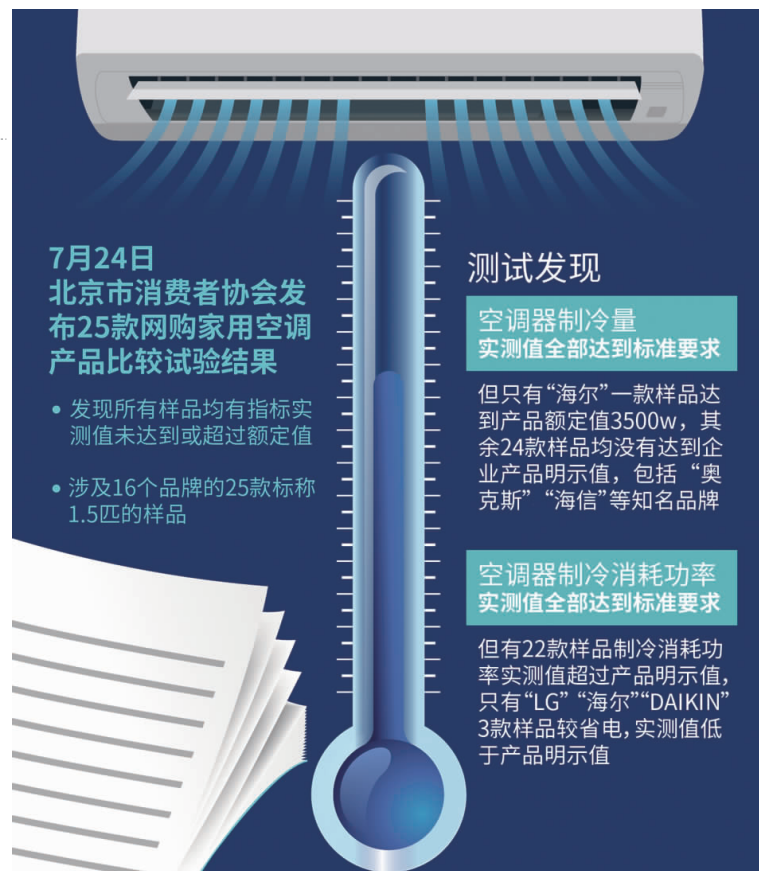 7月24日
北京市消费者协会发
布25款网购家用空调
产品比较试验结果
• 发现所有样品均有指标实
测值未达到或超过额定值
• 涉及16个品牌的25款标称
1.5匹的样品
测试发现
空调器制冷量
实测值全部达到标准要求
但只有“海尔”一款样品达
到产品额定值3500w，其
余24款样品均没有达到企
业产品明示值，包括“奥
克斯”“海信”等知名品牌
空调器制冷消耗功率
实测值全部达到标准要求
但有22款样品制冷消耗功
率实测值超过产品明示值，
只有“LG”“海尔”“DAIKIN”
3款样品较省电，实测值低
于产品明示值